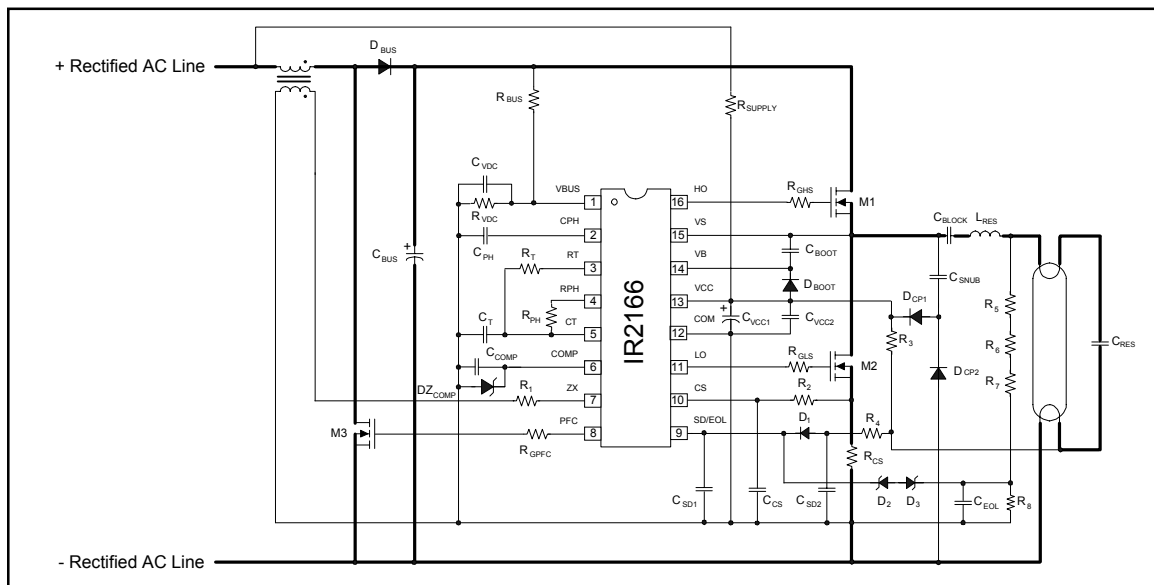 D BUS
+ Rectified AC Line
R BUS
R SUPPLY
C VDC
VBUS
HO
R GHS
1
16
M1
R VDC
CPH
VS
C BLOCK
L RES
2
15
C PH
C BOOT
C BUS
+
R T
RT
VB
3
14
C SNUB
D BOOT
RPH
VCC
D CP1
4
13
R 5
R PH
+
C T
CT
COM
C VCC1
C VCC2
R 3
5
12
C RES
R 6
IR2166
C COMP
COMP
LO
R GLS
M2
6
11
D CP2
R 7
DZ COMP
R 1
ZX
CS
R 2
7
10
M3
PFC
SD/EOL
D 1
R 4
8
9
R GPFC
R CS
C SD1
C CS
C SD2
D 2
D 3
C EOL
R 8
- Rectified AC Line